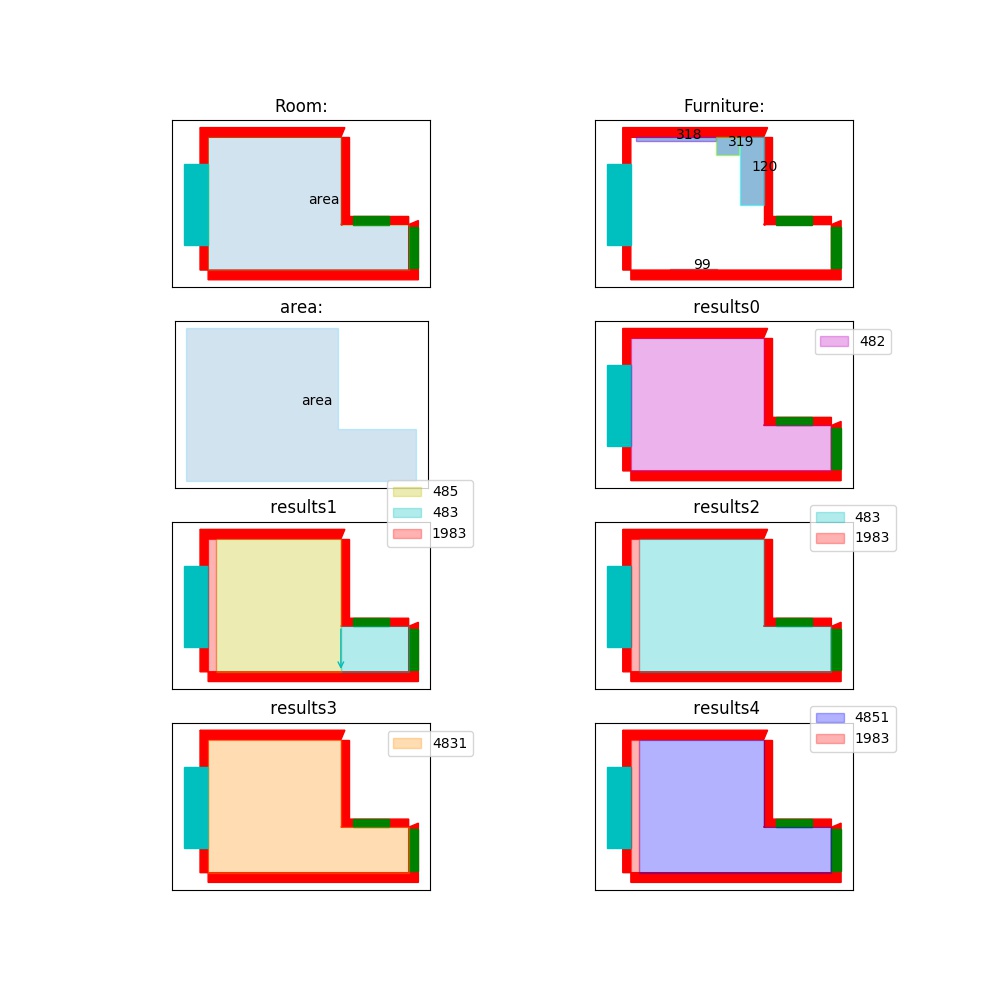 Room:
area
Furniture:
318
319
120
99
area:
area
results0
482
results1
485
483
1983
results2
483
1983
results3
4831
results4
4851
1983